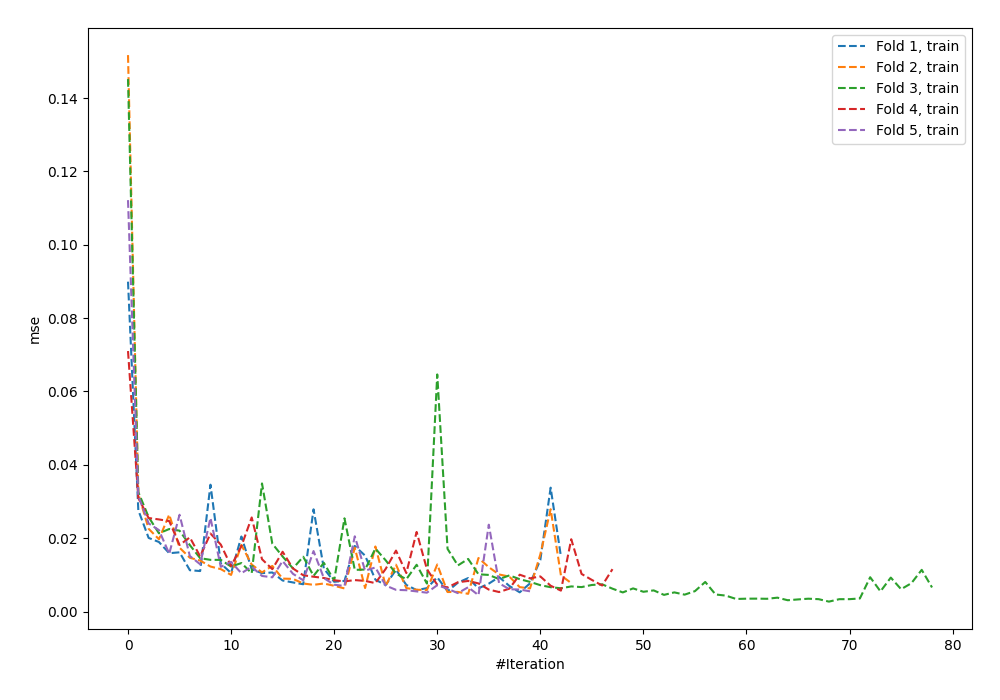 Fold 1, train
Fold 2, train
Fold 3, train
Fold 4, train
Fold 5, train
mse
0.14
0.12
0.10
0.08
0.06
0.04
0.02
0.00
0 10 20 30 40 50 60 70 80
#Iteration